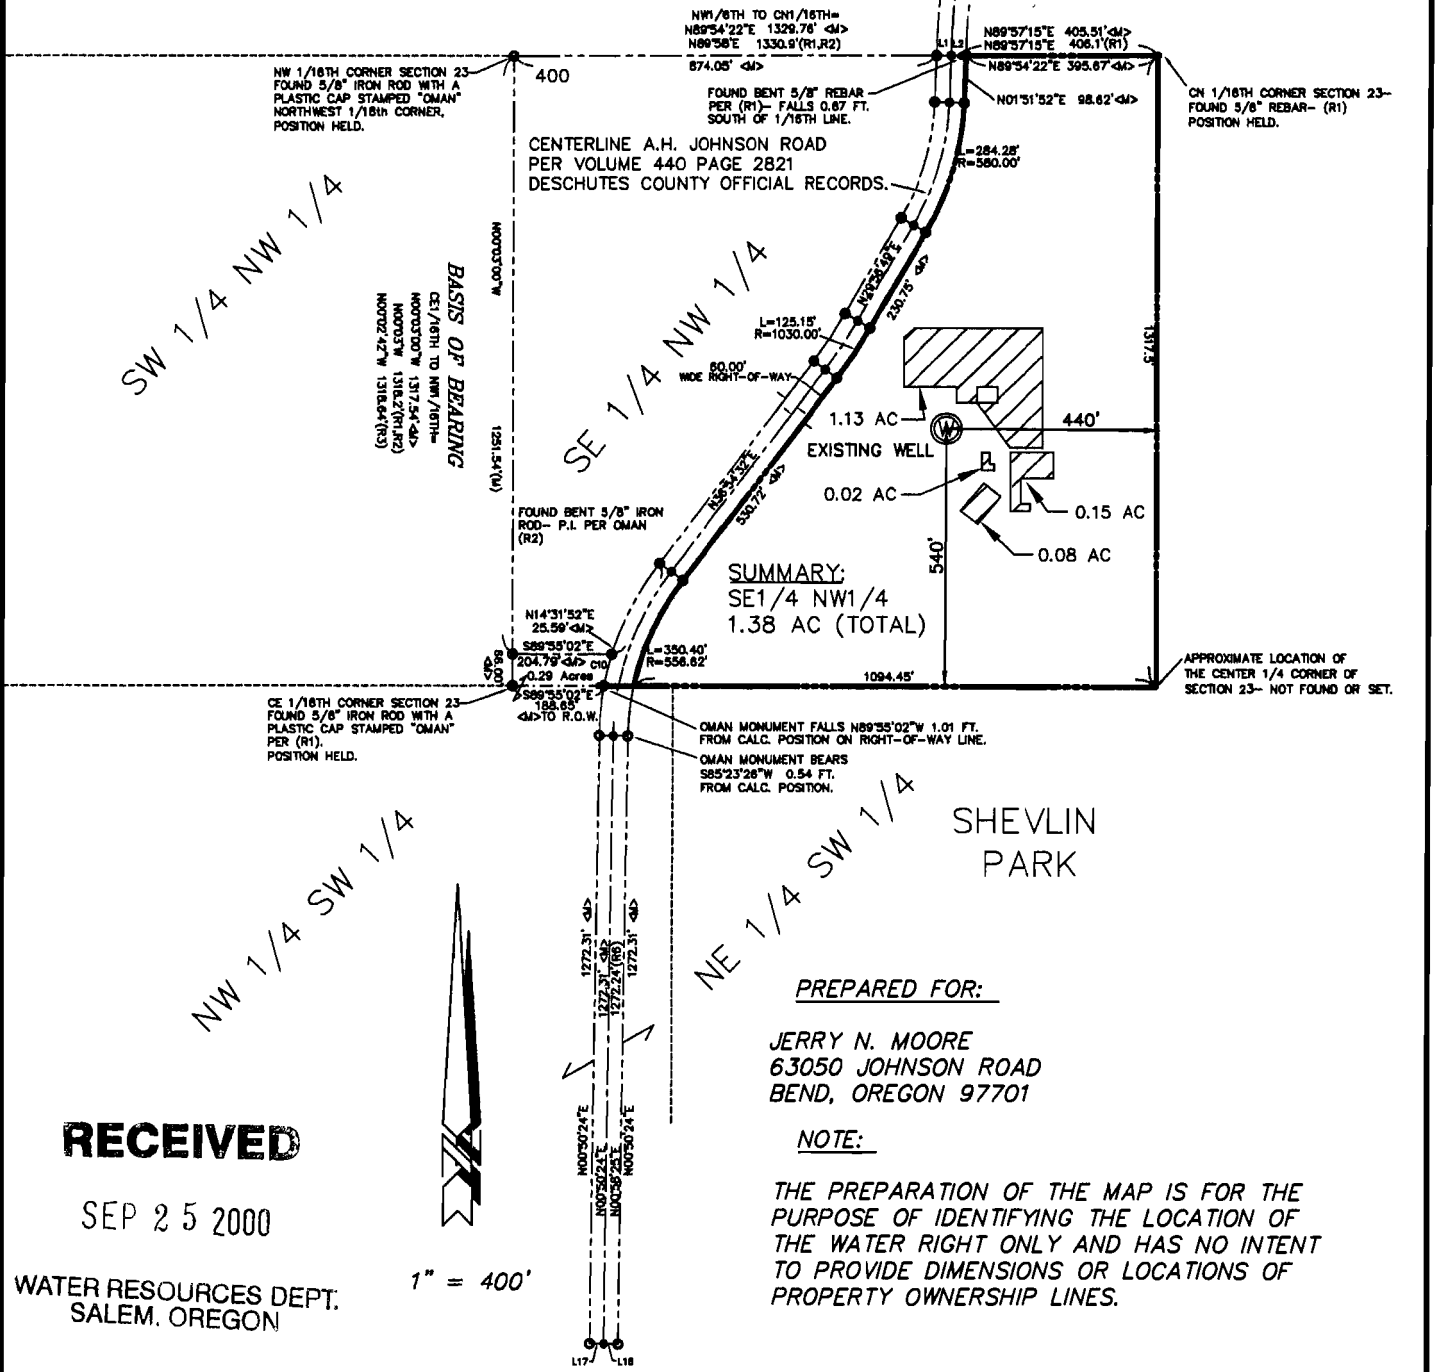 NW1/6TH TO CN1/16TH=
N89°54'22"E 1329.76' <M>
N89°58'E 1330.9'(R1,R2)
874.05' <M>
L1 L2
N89°57'15"E 405.51'<M>
N89°57'15"E 406.1'(R1)
N89°54'22"E 395.67'<M>
NW 1/16TH CORNER SECTION 23
FOUND 5/8" IRON ROD WITH A
PLASTIC CAP STAMPED "OMAN"
NORTHWEST 1/16th CORNER,
POSITION HELD.
400
FOUND BENT 5/8" REBAR
PER (R1)- FALLS 0.67 FT.
SOUTH OF 1/16TH LINE.
N01°51'52"E 98.62'<M>
CN 1/16TH CORNER SECTION 23-
FOUND 5/8" REBAR- (R1)
POSITION HELD.
CENTERLINE A.H. JOHNSON ROAD
PER VOLUME 440 PAGE 2821
DESCHUTES COUNTY OFFICIAL RECORDS.
L=284.28'
R=560.00'
SW 1/4 NW 1/4
SE 1/4 NW 1/4
N00°03'00"W
1251.54'(M)
BASIS OF BEARING
CE1/16TH TO NW1/16TH=
N00°03'00"W 1317.54'<M>
N00°03'W 1318.2'(R1,R2)
N00°02'42"W 1318.64'(R3)
N29°56'49"E
230.75' <M>
L=125.15'
R=1030.00'
60.00'
WIDE RIGHT-OF-WAY
1317.5'
1.13 AC
EXISTING WELL
W
440'
0.02 AC
0.15 AC
0.08 AC
540'
N36°54'32"E
530.72' <M>
FOUND BENT 5/8" IRON
ROD- P.I. PER OMAN
(R2)
SUMMARY:
SE1/4 NW1/4
1.38 AC (TOTAL)
N14°31'52"E
25.59'<M>
S89°55'02"E
204.79'<M> C10
66.00'
<M>
0.29 Acres
S89°55'02"E
188.65'
<M>TO R.O.W.
L=350.40'
R=556.62'
1094.45'
APPROXIMATE LOCATION OF
THE CENTER 1/4 CORNER OF
SECTION 23- NOT FOUND OR SET.
CE 1/16TH CORNER SECTION 23
FOUND 5/8" IRON ROD WITH A
PLASTIC CAP STAMPED "OMAN"
PER (R1).
POSITION HELD.
OMAN MONUMENT FALLS N89°55'02"W 1.01 FT.
FROM CALC. POSITION ON RIGHT-OF-WAY LINE.
OMAN MONUMENT BEARS
S85°23'26"W 0.54 FT.
FROM CALC. POSITION.
NW 1/4 SW 1/4
NE 1/4 SW 1/4
SHEVLIN
PARK
1272.31' <M>
1272.31' <M>
1272.24'(R6)
1272.31' <M>
N00°50'24"E
N00°50'24"E
N00°58'25"E
N00°50'24"E
PREPARED FOR:
JERRY N. MOORE
63050 JOHNSON ROAD
BEND, OREGON 97701
NOTE:
THE PREPARATION OF THE MAP IS FOR THE
PURPOSE OF IDENTIFYING THE LOCATION OF
THE WATER RIGHT ONLY AND HAS NO INTENT
TO PROVIDE DIMENSIONS OR LOCATIONS OF
PROPERTY OWNERSHIP LINES.
RECEIVED
SEP 25 2000
WATER RESOURCES DEPT.
SALEM, OREGON
1" = 400'
L17 L18